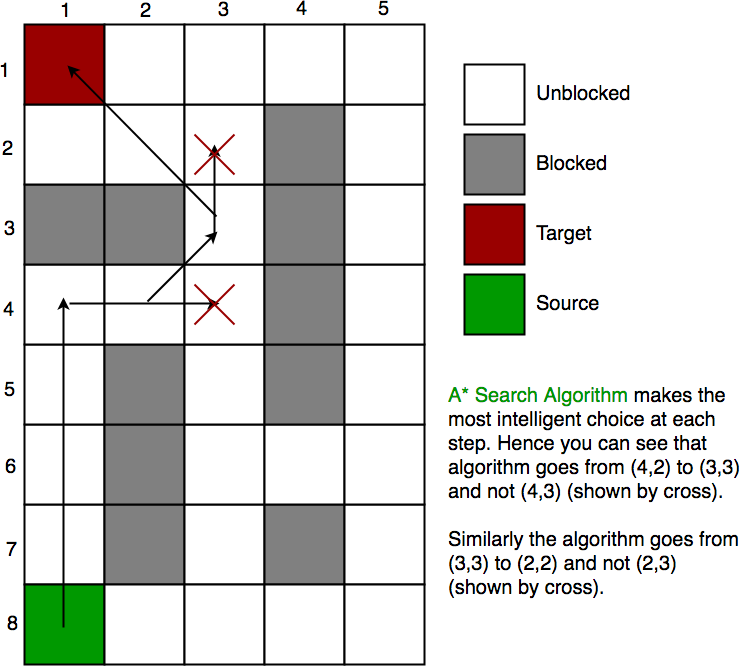 1 2 3 4 5
1
2
3
4
5
6
7
8
Unblocked
Blocked
Target
Source
A* Search Algorithm makes the
most intelligent choice at each
step. Hence you can see that
algorithm goes from (4,2) to (3,3)
and not (4,3) (shown by cross).
Similarly the algorithm goes from
(3,3) to (2,2) and not (2,3)
(shown by cross).